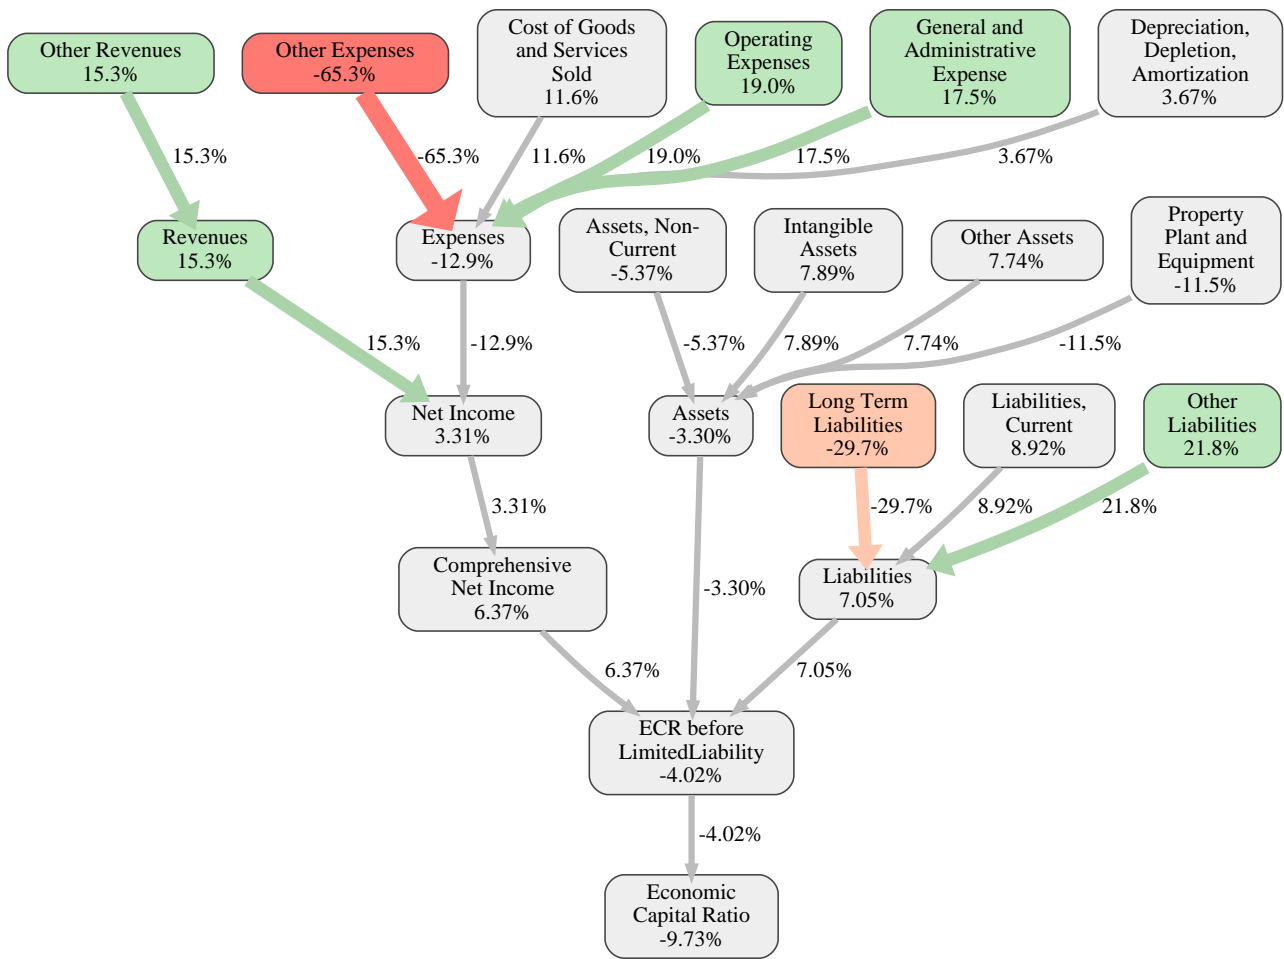 Other Revenues
15.3%
Other Expenses
-65.3%
Cost of Goods
and Services
Sold
11.6%
Operating
Expenses
19.0%
General and
Administrative
Expense
17.5%
Depreciation,
Depletion,
Amortization
3.67%
15.3%
-65.3%
11.6%
19.0%
17.5%
3.67%
Revenues
15.3%
Expenses
-12.9%
Assets, Non-
Current
-5.37%
Intangible
Assets
7.89%
Other Assets
7.74%
Property
Plant and
Equipment
-11.5%
15.3%
-12.9%
-5.37%
7.89%
7.74%
-11.5%
Net Income
3.31%
Assets
-3.30%
Long Term
Liabilities
-29.7%
Liabilities,
Current
8.92%
Other
Liabilities
21.8%
3.31%
-29.7%
8.92%
21.8%
Comprehensive
Net Income
6.37%
-3.30%
Liabilities
7.05%
6.37%
7.05%
ECR before
LimitedLiability
-4.02%
-4.02%
Economic
Capital Ratio
-9.73%